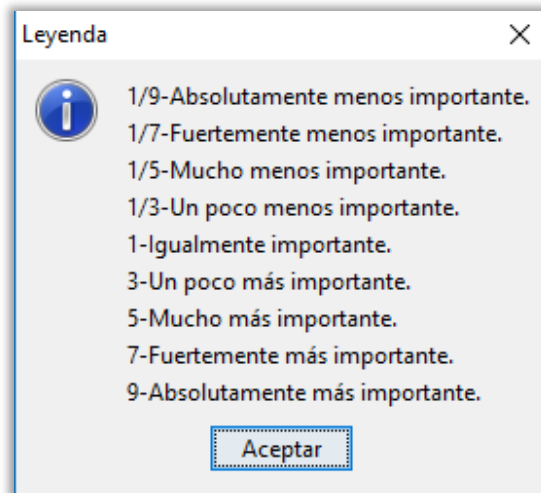 Leyenda
1/9-Absolutamente menos importante.
1/7-Fuertemente menos importante.
1/5-Mucho menos importante.
1/3-Un poco menos importante.
1-Igualmente importante.
3-Un poco más importante.
5-Mucho más importante.
7-Fuertemente más importante.
9-Absolutamente más importante.
Aceptar